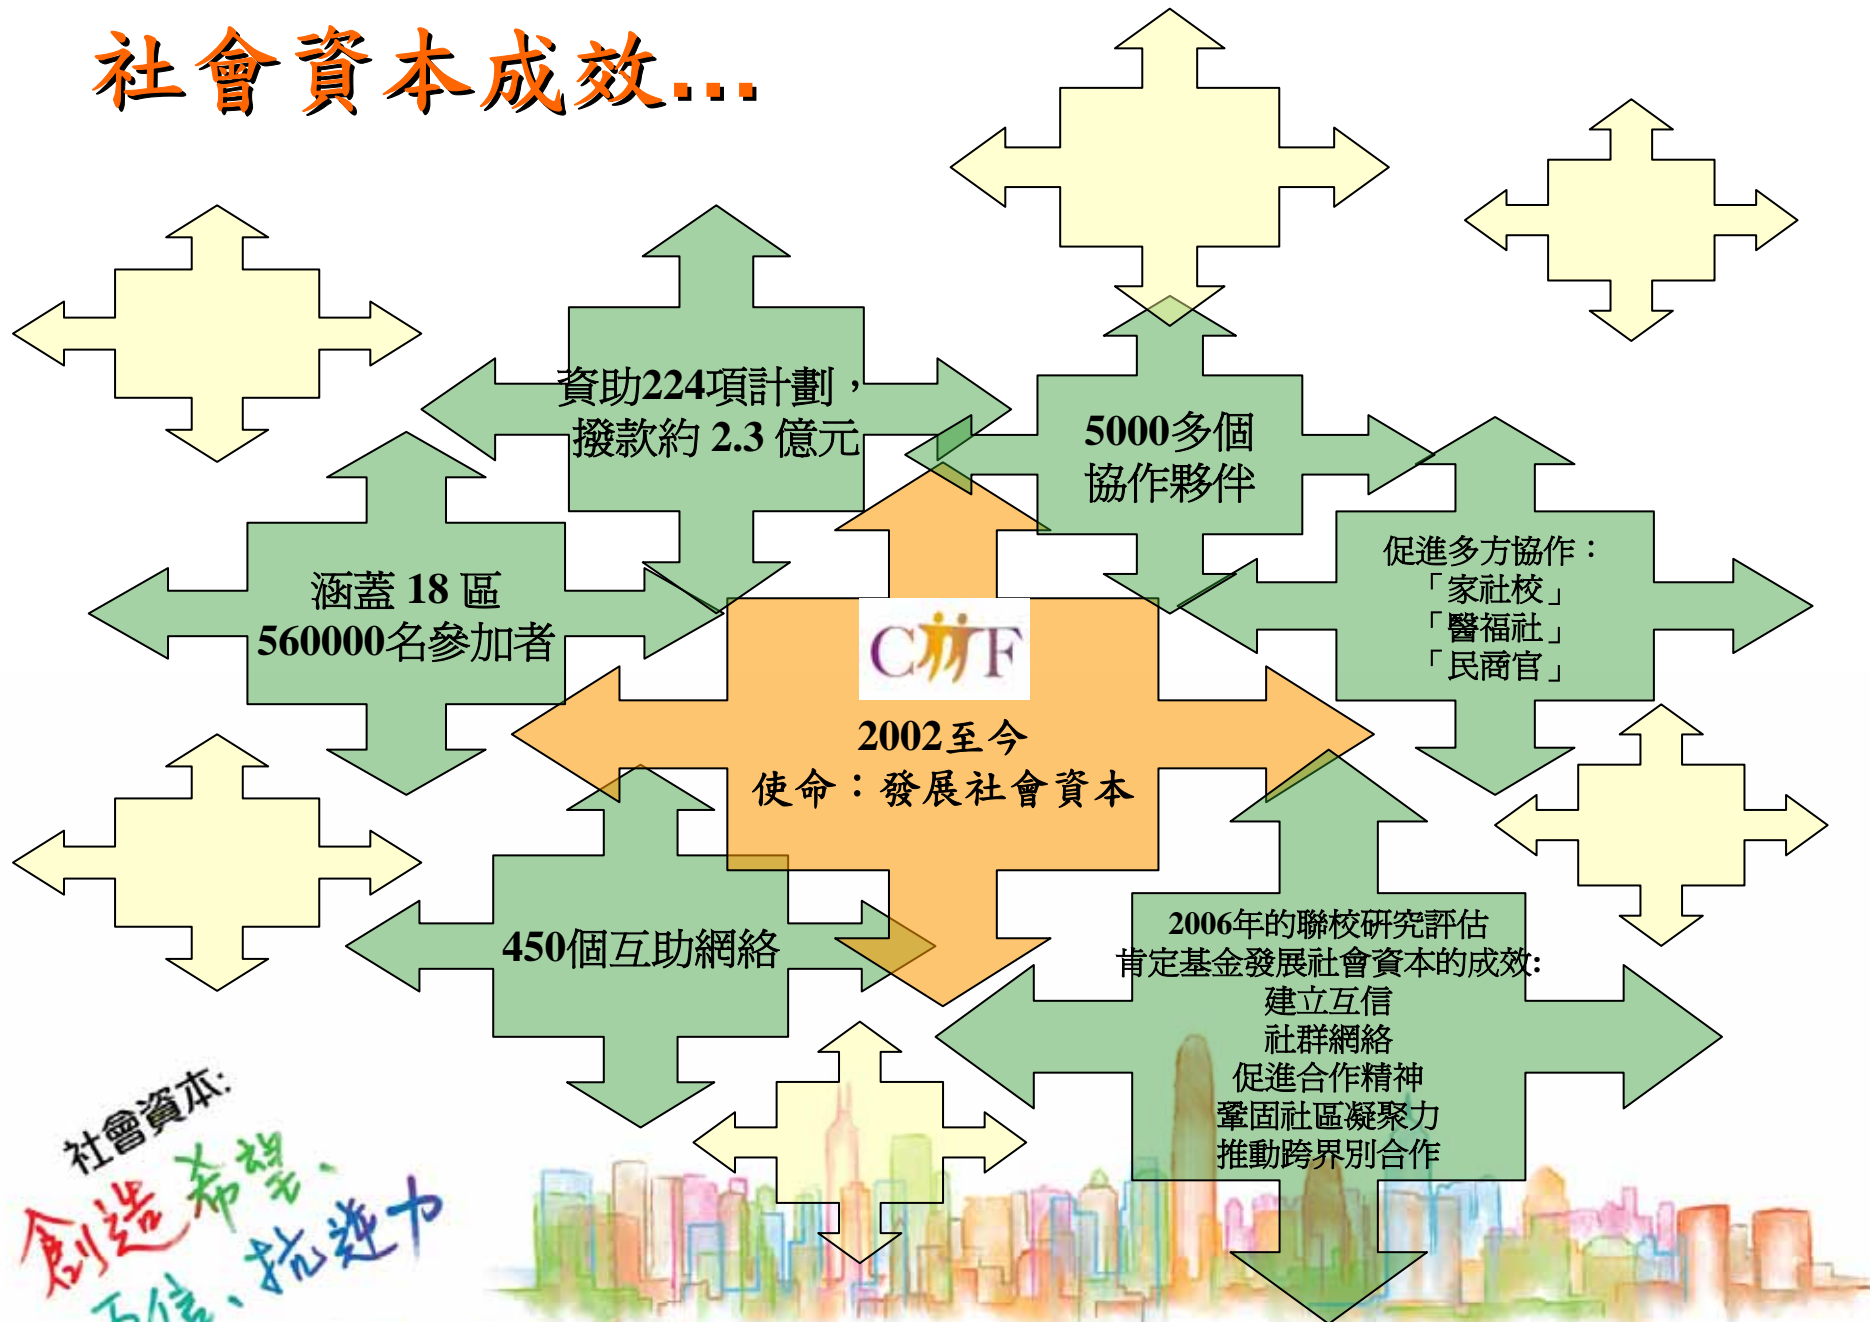 社會資本成效...
資助224項計劃，
撥款約 2.3 億元
5000多個
協作夥伴
涵蓋 18 區
560000名參加者
促進多方協作：
「家社校」
「醫福社」
「民商官」
CIIF
2002至今
使命：發展社會資本
450個互助網絡
2006年的聯校研究評估
肯定基金發展社會資本的成效:
建立互信
社群網絡
促進合作精神
鞏固社區凝聚力
推動跨界別合作
社會資本:
創造希望、
互信、抗逆力